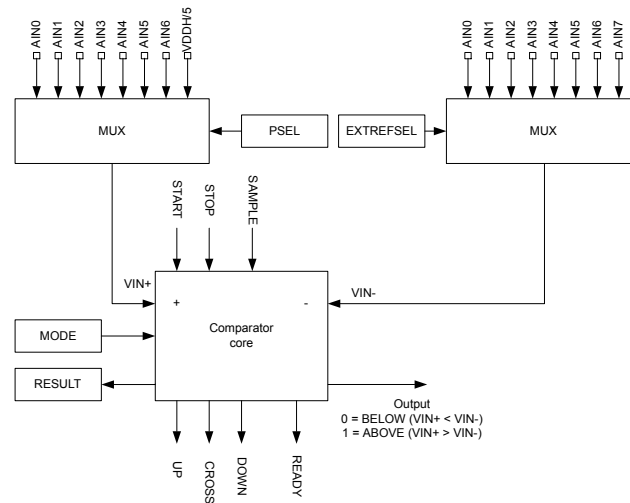 AIN0
AIN1
AIN2
AIN3
AIN4
AIN5
AIN6
VDDH/5
AIN0
AIN1
AIN2
AIN3
AIN4
AIN5
AIN6
AIN7
MUX
PSEL
EXTREFSEL
MUX
START
STOP
SAMPLE
VIN+
VIN-
+
-
Comparator
core
MODE
RESULT
Output
0 = BELOW (VIN+ < VIN-)
1 = ABOVE (VIN+ > VIN-)
UP
CROSS
DOWN
READY